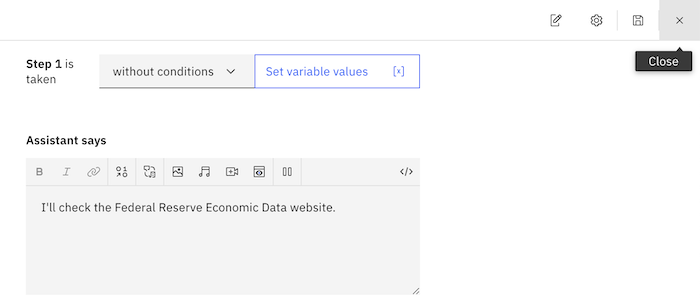 Close
Step 1 is
taken
without conditions
Set variable values
Assistant says
B I
I'll check the Federal Reserve Economic Data website.